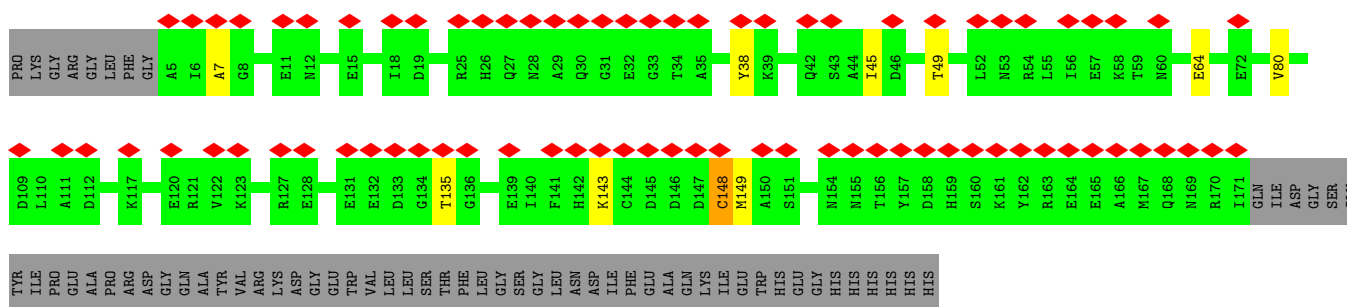 PRO LYS GLY ARG GLY LEU PHE GLY A5 I6 A7 G8 E11 N12 E15 I18 D19 R25 H26 Q27 N28 A29 Q30 G31 E32 G33 T34 A35 Y38 K39 Q42 S43 A44 I45 D46 T49 L52 N53 R54 L55 I56 E57 K58 T59 N60 E64 E72 V80
D109 L110 A111 D112 K117 E120 R121 V122 K123 R127 E128 E131 E132 D133 G134 T135 G136 E139 I140 F141 H142 K143 C144 D145 D146 D147 C148 M149 A150 S151 N154 N155 T156 Y157 D158 H159 S160 K161 Y162 R163 E164 E165 A166 M167 Q168 N169 R170 I171 GLN ILE ASP GLY SER
TYR ILE PRO GLU ALA PRO ARG ASP GLY GLN ALA TYR VAL ARG LYS ASP GLY GLU TRP VAL LEU LEU SER THR PHE LEU GLY SER GLY LEU ASN ASP ILE PHE GLU ALA GLN LYS ILE GLU TRP HIS GLU GLY HIS HIS HIS HIS HIS HIS